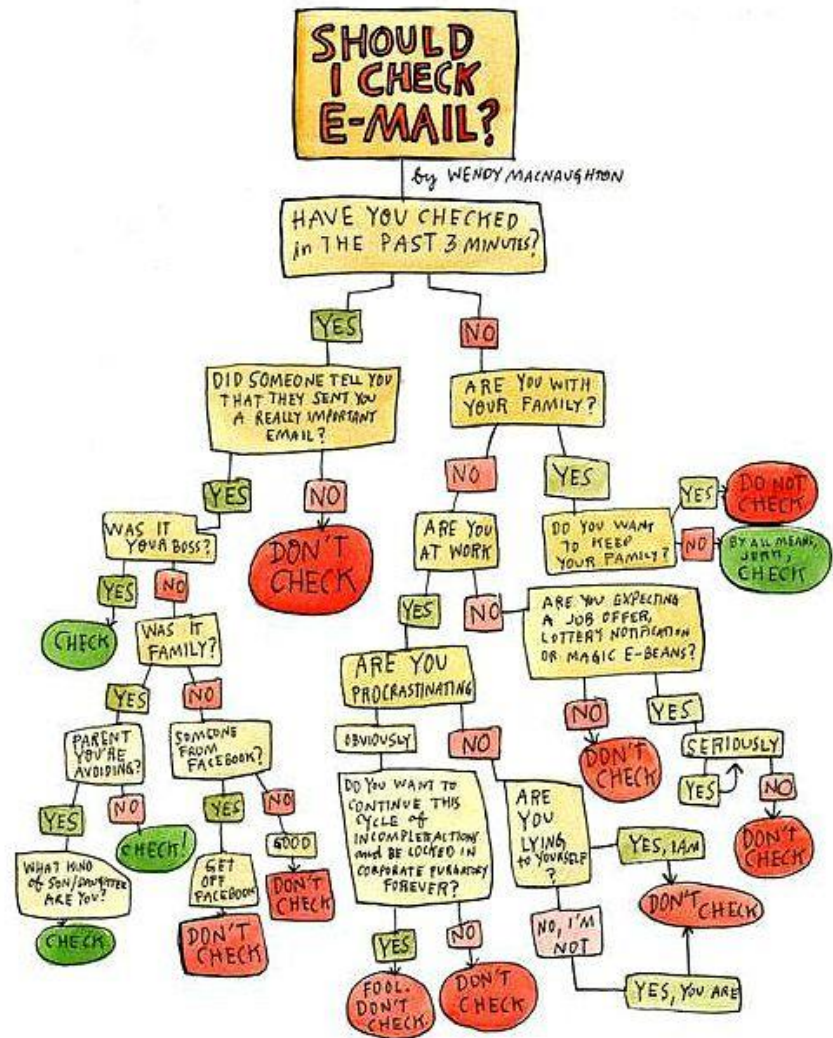 SHOULD
I CHECK
E-MAIL?
by WENDY MACNAUGHTON
HAVE YOU CHECKED
in THE PAST 3 MINUTES?
YES
NO
DID SOMEONE TELL YOU
THAT THEY SENT YOU
A REALLY IMPORTANT
EMAIL?
ARE YOU WITH
YOUR FAMILY?
YES
NO
NO
YES
YES
DO NOT
CHECK
WAS IT
YOUR BOSS?
DON'T
CHECK
ARE YOU
AT WORK
DO YOU WANT
TO KEEP
YOUR FAMILY?
NO
BY ALL MEANS,
JERK,
CHECK
YES
NO
YES
NO
ARE YOU EXPECTING
A JOB OFFER,
LOTTERY NOTIFICATION
OR MAGIC E-BEANS?
CHECK
WAS IT
FAMILY?
ARE YOU
PROCRASTINATING
YES
NO
NO
YES
PARENT
YOU'RE
AVOIDING?
SOMEONE
FROM
FACEBOOK?
OBVIOUSLY
NO
DON'T
CHECK
SERIOUSLY
YES
NO
YES
NO
YES
NO
CHECK!
GOOD
DO YOU WANT TO
CONTINUE THIS
CYCLE of
INCOMPLETE ACTIONS
and BE LOCKED IN
CORPORATE PURGATORY
FOREVER?
ARE
YOU
LYING
to YOURSELF
?
YES, I AM
DON'T
CHECK
WHAT KIND
of SON/DAUGHTER
ARE YOU?
GET
OFF
FACEBOOK
DON'T
CHECK
DON'T
CHECK
CHECK
DON'T
CHECK
YES
NO
NO, I'M
NOT
FOOL.
DON'T
CHECK.
DON'T
CHECK
YES, YOU ARE